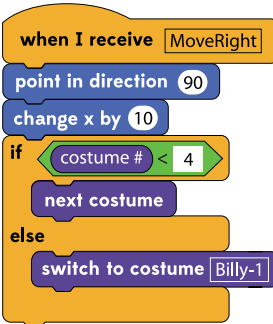 when I receive MoveRight
point in direction 90
change x by 10
if costume # < 4
next costume
else
switch to costume Billy-1